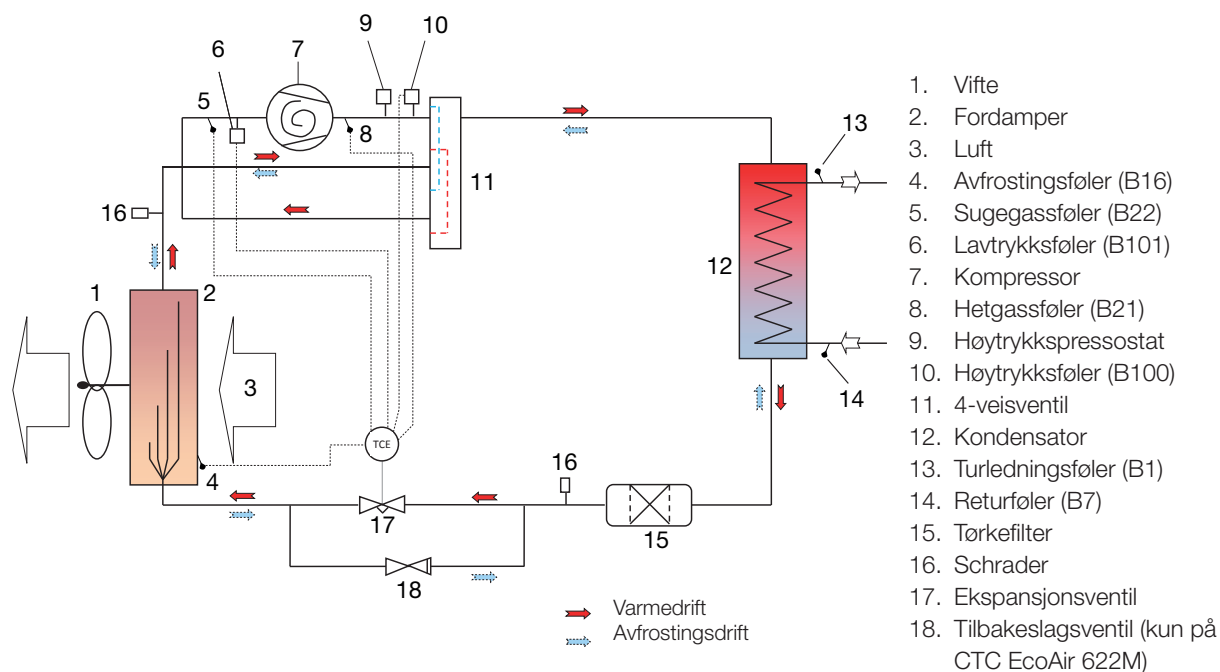 9
10
6
7
5
8
11
16
1
2
3
4
TCE
17
18
16
15
12
13
14
Varmedrift
Avfrostingsdrift
1. Vifte
2. Fordamper
3. Luft
4. Avfrostingsføler (B16)
5. Sugegassføler (B22)
6. Lavtrykksføler (B101)
7. Kompressor
8. Hetgassføler (B21)
9. Høytrykkspressostat
10. Høytrykksføler (B100)
11. 4-veisventil
12. Kondensator
13. Turledningsføler (B1)
14. Returføler (B7)
15. Tørkefilter
16. Schrader
17. Ekspansjonsventil
18. Tilbakeslagsventil (kun på
CTC EcoAir 622M)